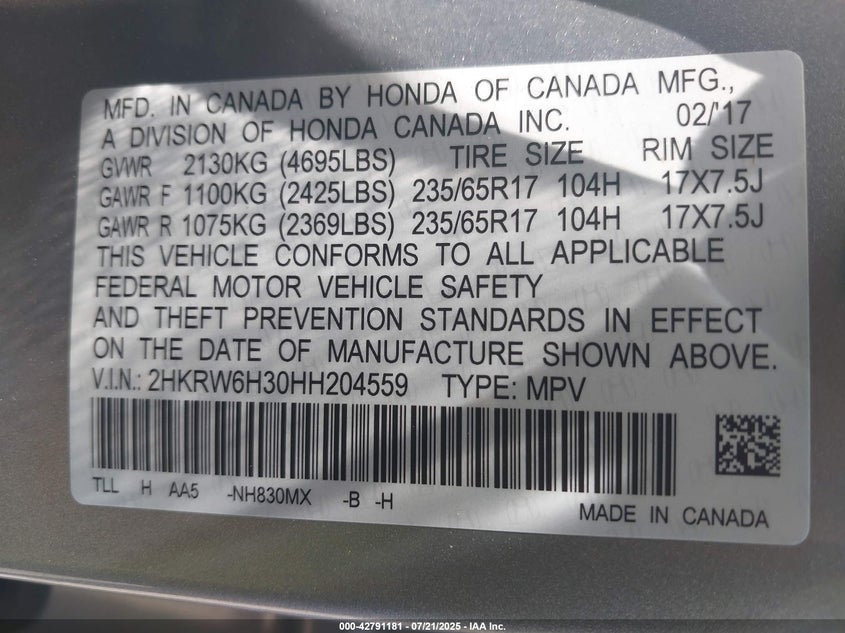 MFD. IN CANADA BY HONDA OF CANADA MFG.,
A DIVISION OF HONDA CANADA INC. 02/'17
GVWR 2130KG (4695LBS) TIRE SIZE RIM SIZE
GAWR F 1100KG (2425LBS) 235/65R17 104H 17X7.5J
GAWR R 1075KG (2369LBS) 235/65R17 104H 17X7.5J
THIS VEHICLE CONFORMS TO ALL APPLICABLE
FEDERAL MOTOR VEHICLE SAFETY
AND THEFT PREVENTION STANDARDS IN EFFECT
ON THE DATE OF MANUFACTURE SHOWN ABOVE.
V.I.N.: 2HKRW6H30HH204559 TYPE: MPV
TLL H AA5 -NH830MX -B -H
MADE IN CANADA
000-42791181 - 07/21/2025 - IAA Inc.